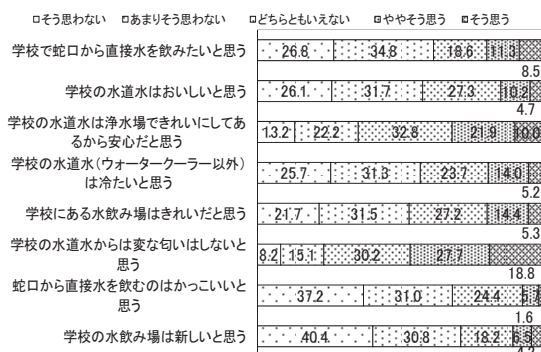 □そう思わない □あまりそう思わない □どちらともいえない □ややそう思う □そう思う
学校で蛇口から直接水を飲みたいと思う 26.8 34.8 18.6 11.3
8.5
学校の水道水はおいしいと思う 26.1 31.7 27.3 10.2
4.7
学校の水道水は浄水場できれいにしてあ
るから安心だと思う 13.2 22.2 32.8 21.9 10.0
学校の水道水(ウォータークーラー以外)
は冷たいと思う 25.7 31.3 23.7 14.0
5.2
学校にある水飲み場はきれいだと思う 21.7 31.5 27.2 14.4
5.3
学校の水道水からは変な匂いはしないと
思う 8.2 15.1 30.2 27.7
18.8
蛇口から直接水を飲むのはかっこいいと
思う 37.2 31.0 24.4 5.7
1.6
学校の水飲み場は新しいと思う 40.4 30.8 18.2 6.5
4.2